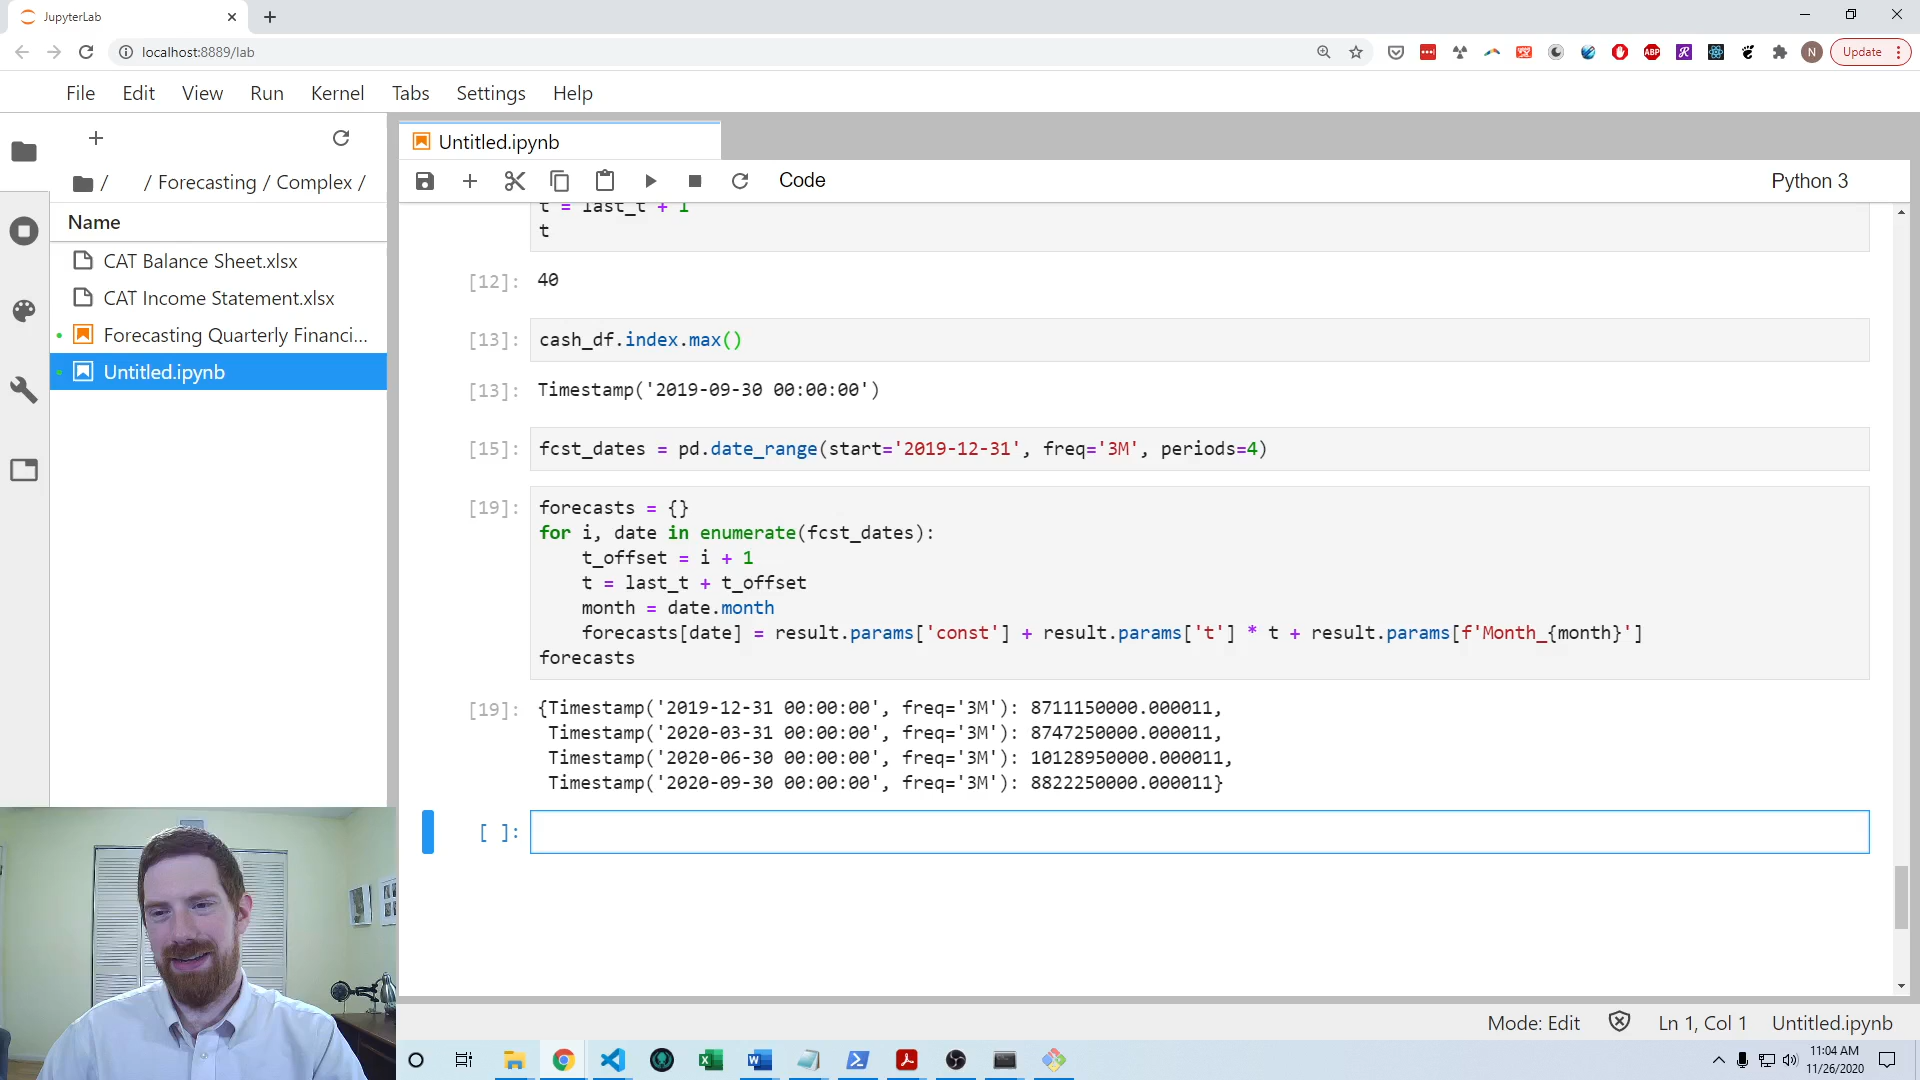 JupyterLab
localhost:8889/lab
ABP
N
Update
File Edit View Run Kernel Tabs Settings Help
/ / Forecasting / Complex /
Name
CAT Balance Sheet.xlsx
CAT Income Statement.xlsx
Forecasting Quarterly Financi...
Untitled.ipynb
Untitled.ipynb
Code
Python 3
t = last_t + 1
t
[12]: 40
[13]: cash_df.index.max()
[13]: Timestamp('2019-09-30 00:00:00')
[15]: fcst_dates = pd.date_range(start='2019-12-31', freq='3M', periods=4)
[19]: forecasts = {}
for i, date in enumerate(fcst_dates):
t_offset = i + 1
t = last_t + t_offset
month = date.month
forecasts[date] = result.params['const'] + result.params['t'] * t + result.params[f'Month_{month}']
forecasts
[19]: {Timestamp('2019-12-31 00:00:00', freq='3M'): 8711150000.000011,
Timestamp('2020-03-31 00:00:00', freq='3M'): 8747250000.000011,
Timestamp('2020-06-30 00:00:00', freq='3M'): 10128950000.000011,
Timestamp('2020-09-30 00:00:00', freq='3M'): 8822250000.000011}
[ ]:
Mode: Edit Ln 1, Col 1 Untitled.ipynb
11:04 AM
11/26/2020